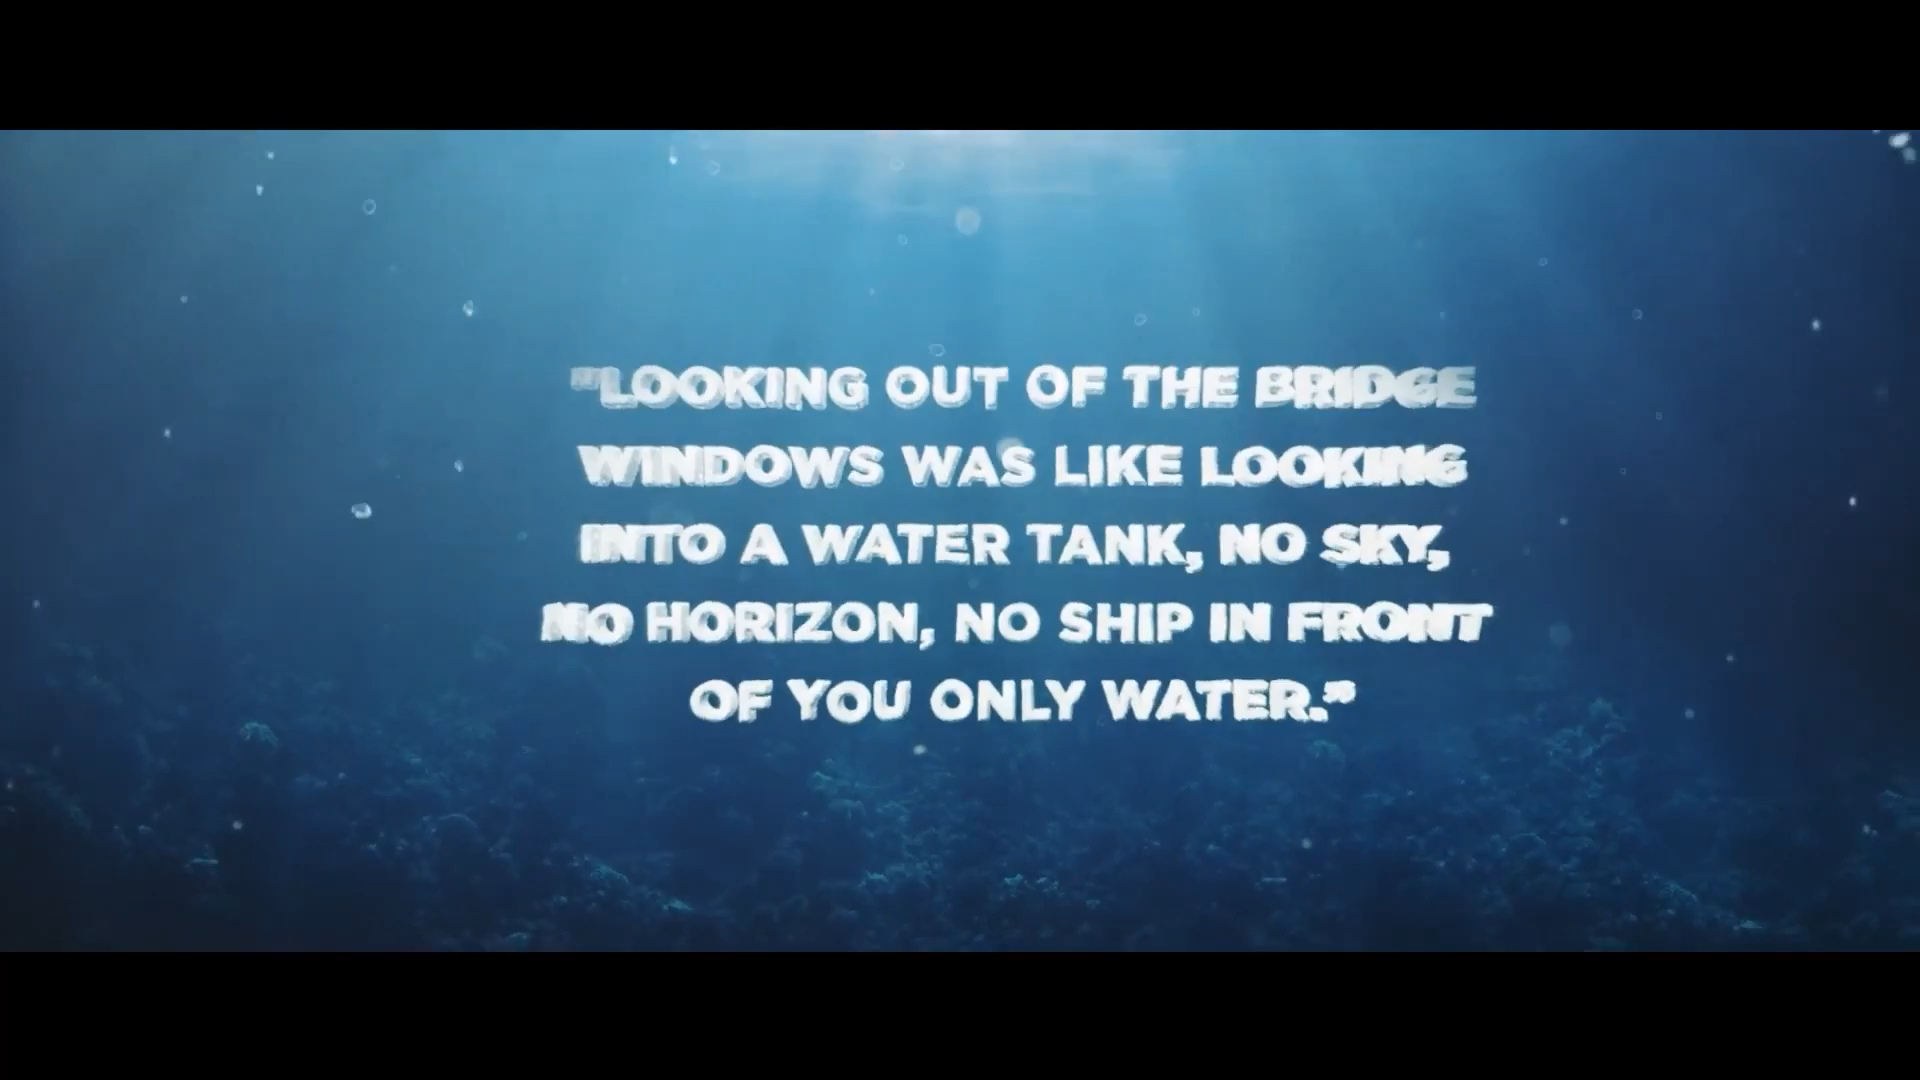 "LOOKING OUT OF THE BRIDGE
WINDOWS WAS LIKE LOOKING
INTO A WATER TANK, NO SKY,
NO HORIZON, NO SHIP IN FRONT
OF YOU ONLY WATER.”